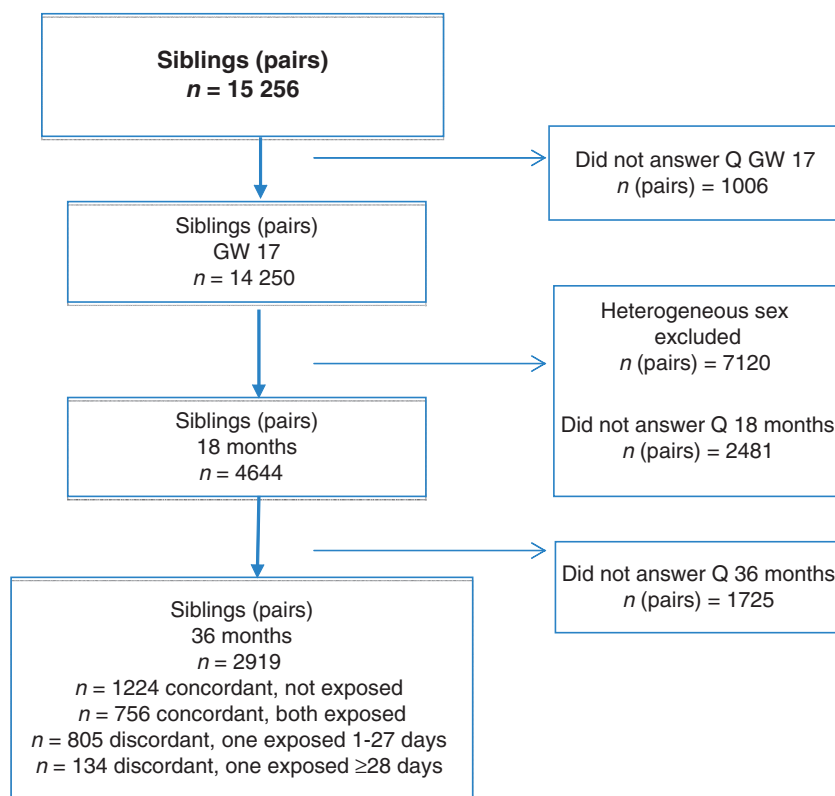 Siblings (pairs)
n = 15 256
Did not answer Q GW 17
n (pairs) = 1006
Siblings (pairs)
GW 17
n = 14 250
Heterogeneous sex
excluded
n (pairs) = 7120
Did not answer Q 18 months
n (pairs) = 2481
Siblings (pairs)
18 months
n = 4644
Did not answer Q 36 months
n (pairs) = 1725
Siblings (pairs)
36 months
n = 2919
n = 1224 concordant, not exposed
n = 756 concordant, both exposed
n = 805 discordant, one exposed 1-27 days
n = 134 discordant, one exposed ≥28 days